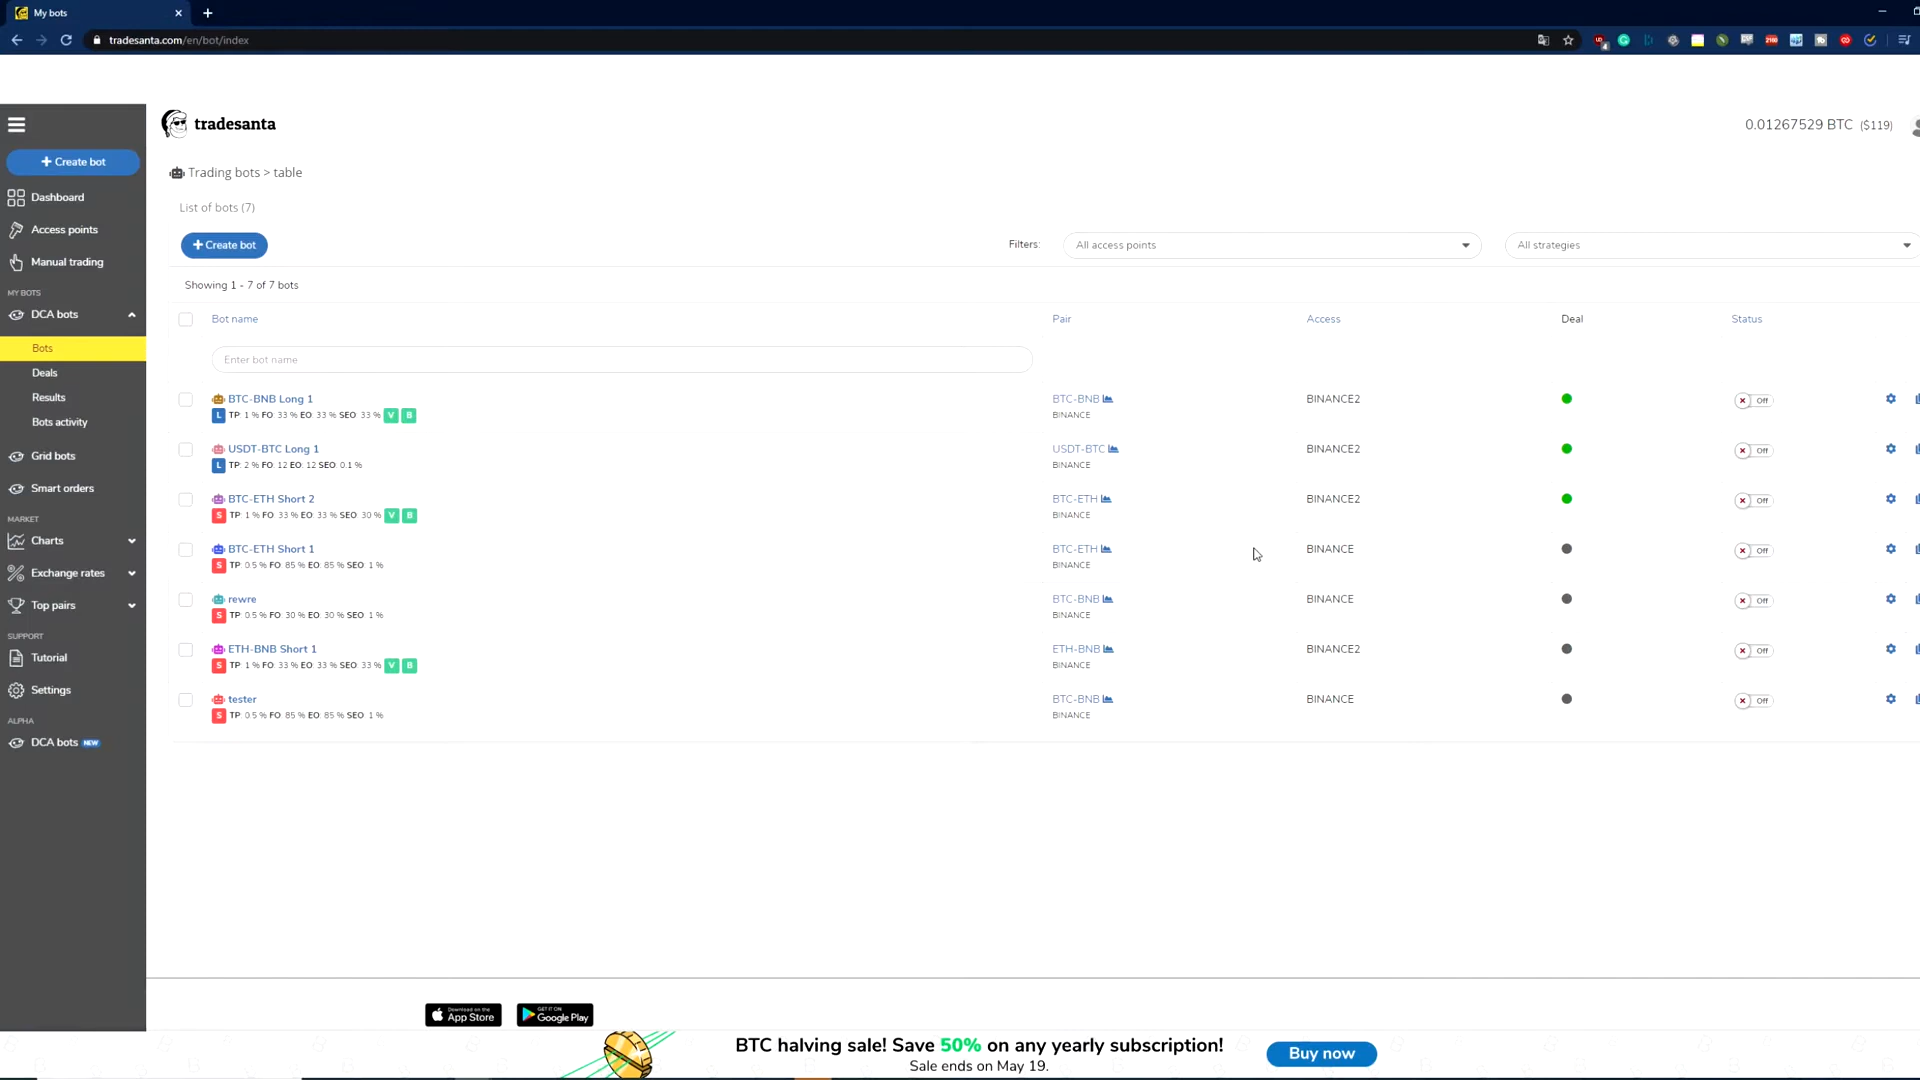 My bots
tradesanta.com/en/bot/index
tradesanta
0.01267529 BTC ($119)
+ Create bot
Dashboard
Access points
Manual trading
MY BOTS
DCA bots
Bots
Deals
Results
Bots activity
Grid bots
Smart orders
MARKET
Charts
Exchange rates
Top pairs
SUPPORT
Tutorial
Settings
ALPHA
DCA bots NEW
Trading bots > table
List of bots (7)
+ Create bot
Filters: All access points All strategies
Showing 1 - 7 of 7 bots
Bot name Pair Access Deal Status
Enter bot name
BTC-BNB Long 1 BTC-BNB BINANCE2 Off
L TP: 1 % FO: 33 % EO: 33 % SEO: 33 % V B BINANCE
USDT-BTC Long 1 USDT-BTC BINANCE2 Off
L TP: 2 % FO: 12 EO: 12 SEO: 0.1 % BINANCE
BTC-ETH Short 2 BTC-ETH BINANCE2 Off
S TP: 1 % FO: 33 % EO: 33 % SEO: 30 % V B BINANCE
BTC-ETH Short 1 BTC-ETH BINANCE Off
S TP: 0.5 % FO: 85 % EO: 85 % SEO: 1 % BINANCE
rewre BTC-BNB BINANCE Off
S TP: 0.5 % FO: 30 % EO: 30 % SEO: 1 % BINANCE
ETH-BNB Short 1 ETH-BNB BINANCE2 Off
S TP: 1 % FO: 33 % EO: 33 % SEO: 33 % V B BINANCE
tester BTC-BNB BINANCE Off
S TP: 0.5 % FO: 85 % EO: 85 % SEO: 1 % BINANCE
Download on the App Store
GET IT ON Google Play
BTC halving sale! Save 50% on any yearly subscription!
Sale ends on May 19.
Buy now